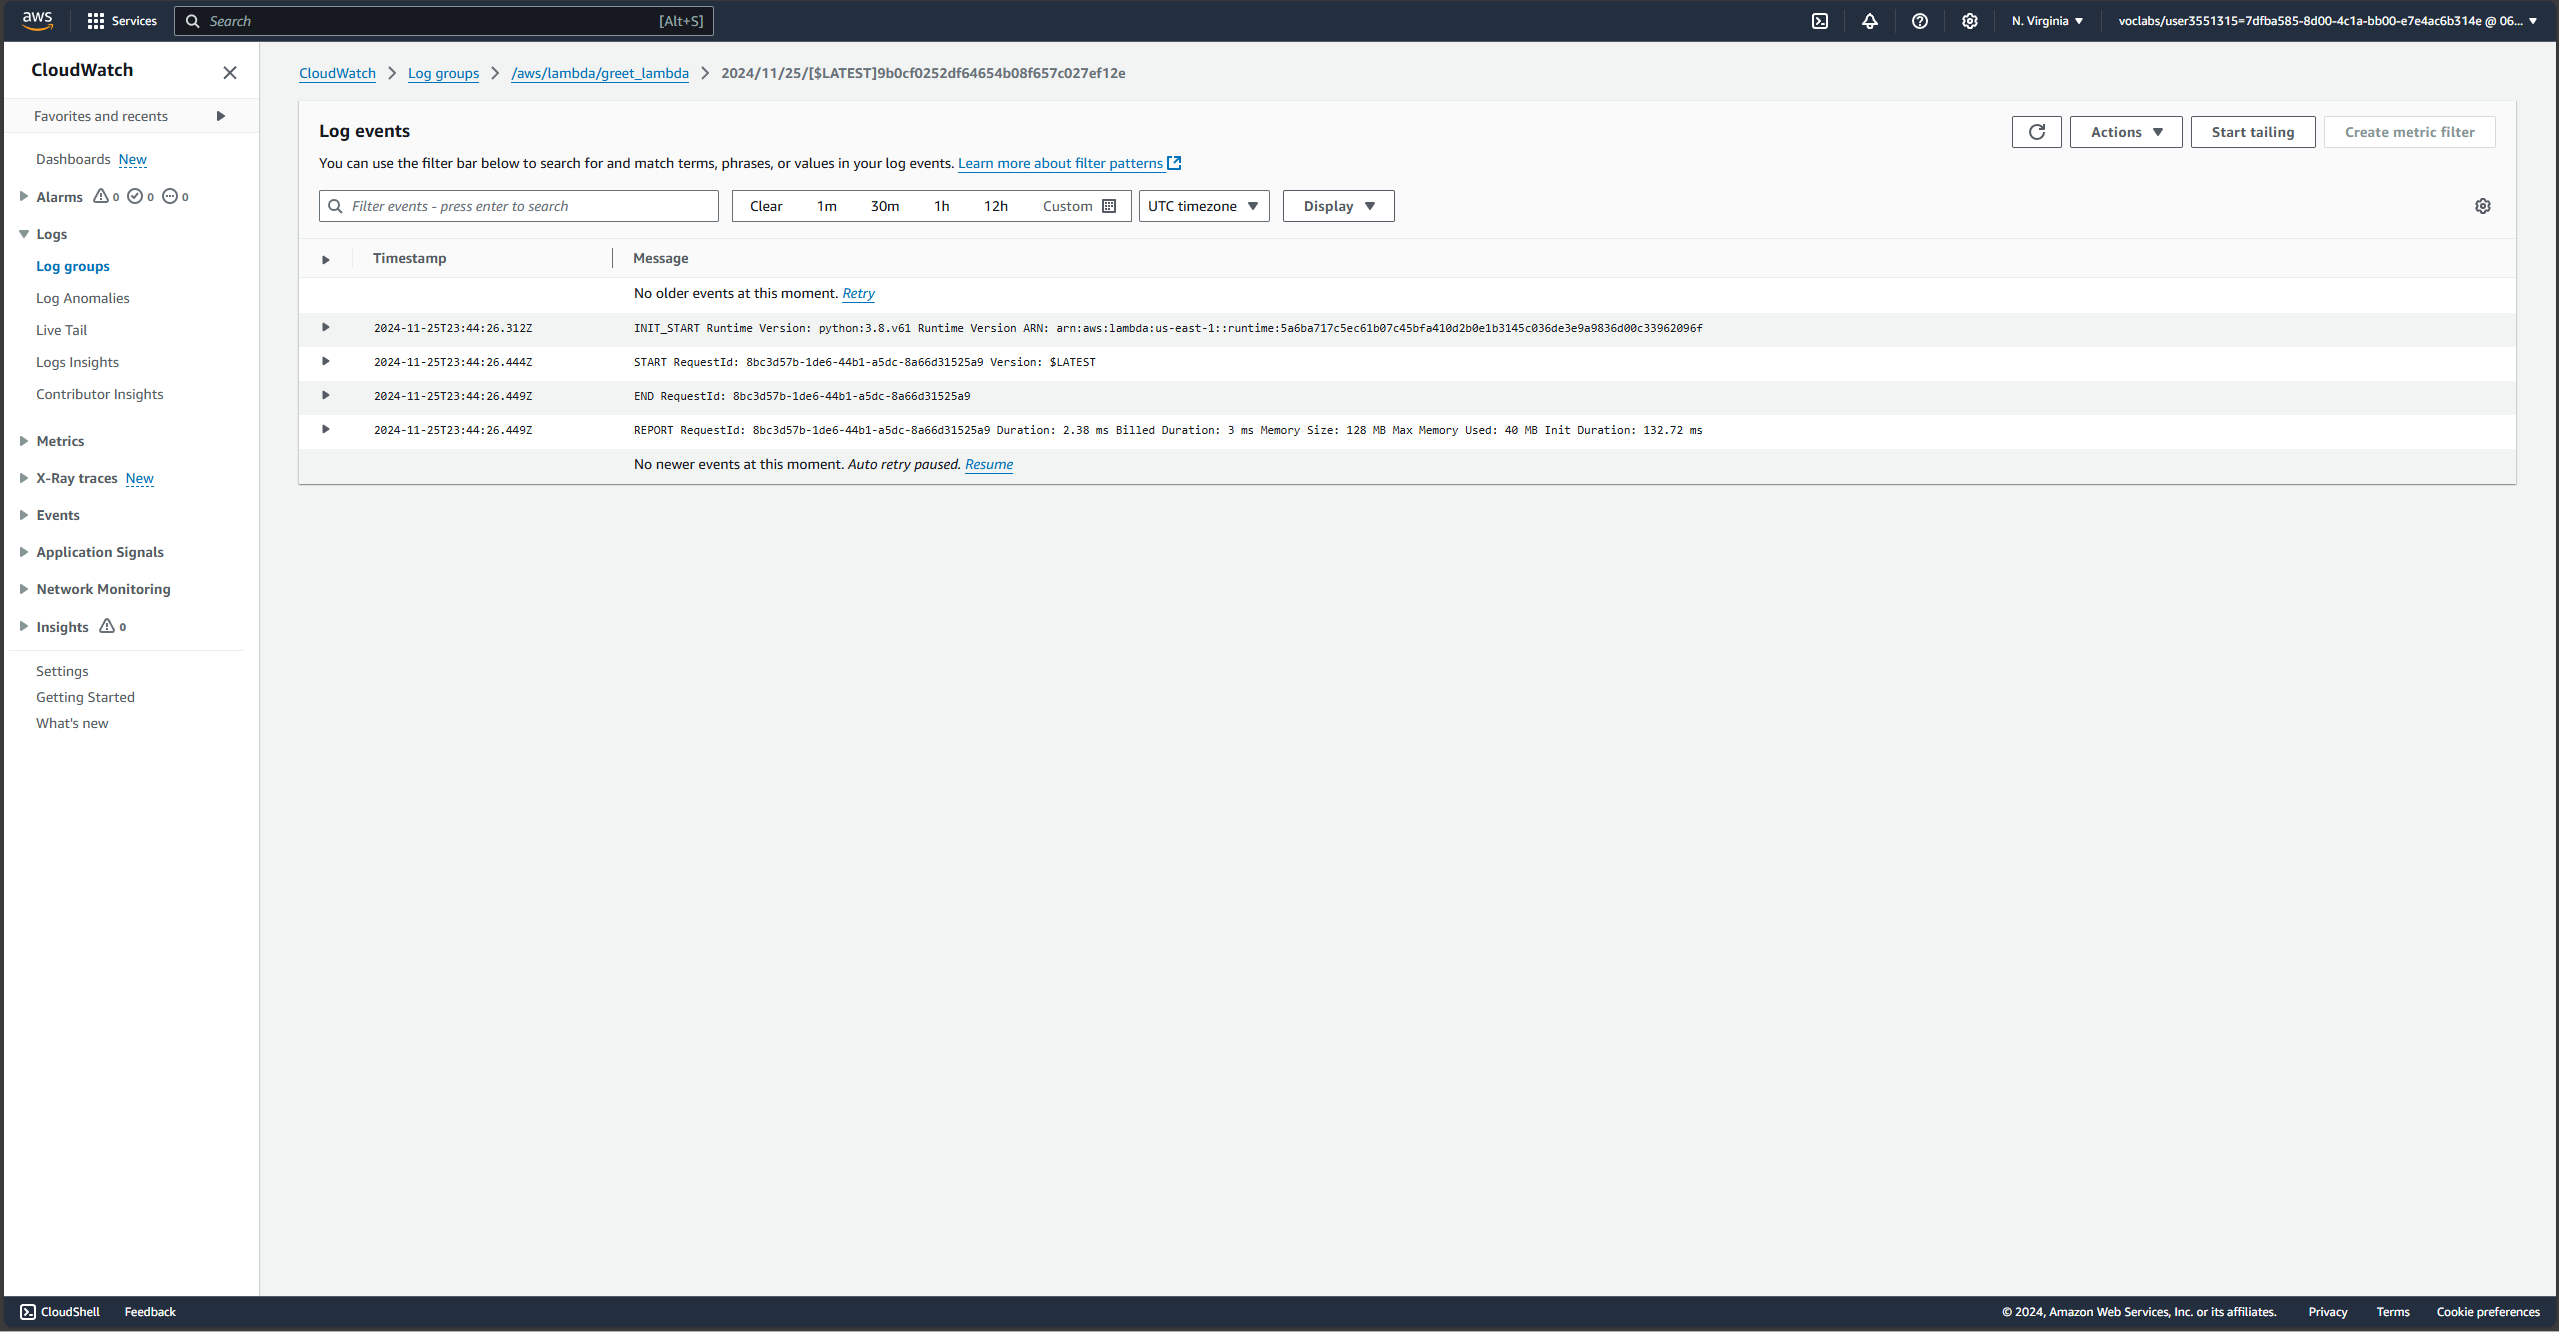 aws Services Search [Alt+S] N. Virginia voclabs/user3551315=7dfba585-8d00-4c1a-bb00-e7e4ac6b314e @ 06...
CloudWatch
Favorites and recents
Dashboards New
Alarms 0 0 0
Logs
Log groups
Log Anomalies
Live Tail
Logs Insights
Contributor Insights
Metrics
X-Ray traces New
Events
Application Signals
Network Monitoring
Insights 0
Settings
Getting Started
What's new
CloudWatch Log groups /aws/lambda/greet_lambda 2024/11/25/[$LATEST]9b0cf0252df64654b08f657c027ef12e
Log events
Actions Start tailing Create metric filter
You can use the filter bar below to search for and match terms, phrases, or values in your log events. Learn more about filter patterns
Filter events - press enter to search Clear 1m 30m 1h 12h Custom UTC timezone Display
Timestamp Message
No older events at this moment. Retry
2024-11-25T23:44:26.312Z INIT_START Runtime Version: python:3.8.v61 Runtime Version ARN: arn:aws:lambda:us-east-1::runtime:5a6ba717c5ec61b07c45bfa410d2b0e1b3145c036de3e9a9836d00c33962096f
2024-11-25T23:44:26.444Z START RequestId: 8bc3d57b-1de6-44b1-a5dc-8a66d31525a9 Version: $LATEST
2024-11-25T23:44:26.449Z END RequestId: 8bc3d57b-1de6-44b1-a5dc-8a66d31525a9
2024-11-25T23:44:26.449Z REPORT RequestId: 8bc3d57b-1de6-44b1-a5dc-8a66d31525a9 Duration: 2.38 ms Billed Duration: 3 ms Memory Size: 128 MB Max Memory Used: 40 MB Init Duration: 132.72 ms
No newer events at this moment. Auto retry paused. Resume
CloudShell Feedback © 2024, Amazon Web Services, Inc. or its affiliates. Privacy Terms Cookie preferences